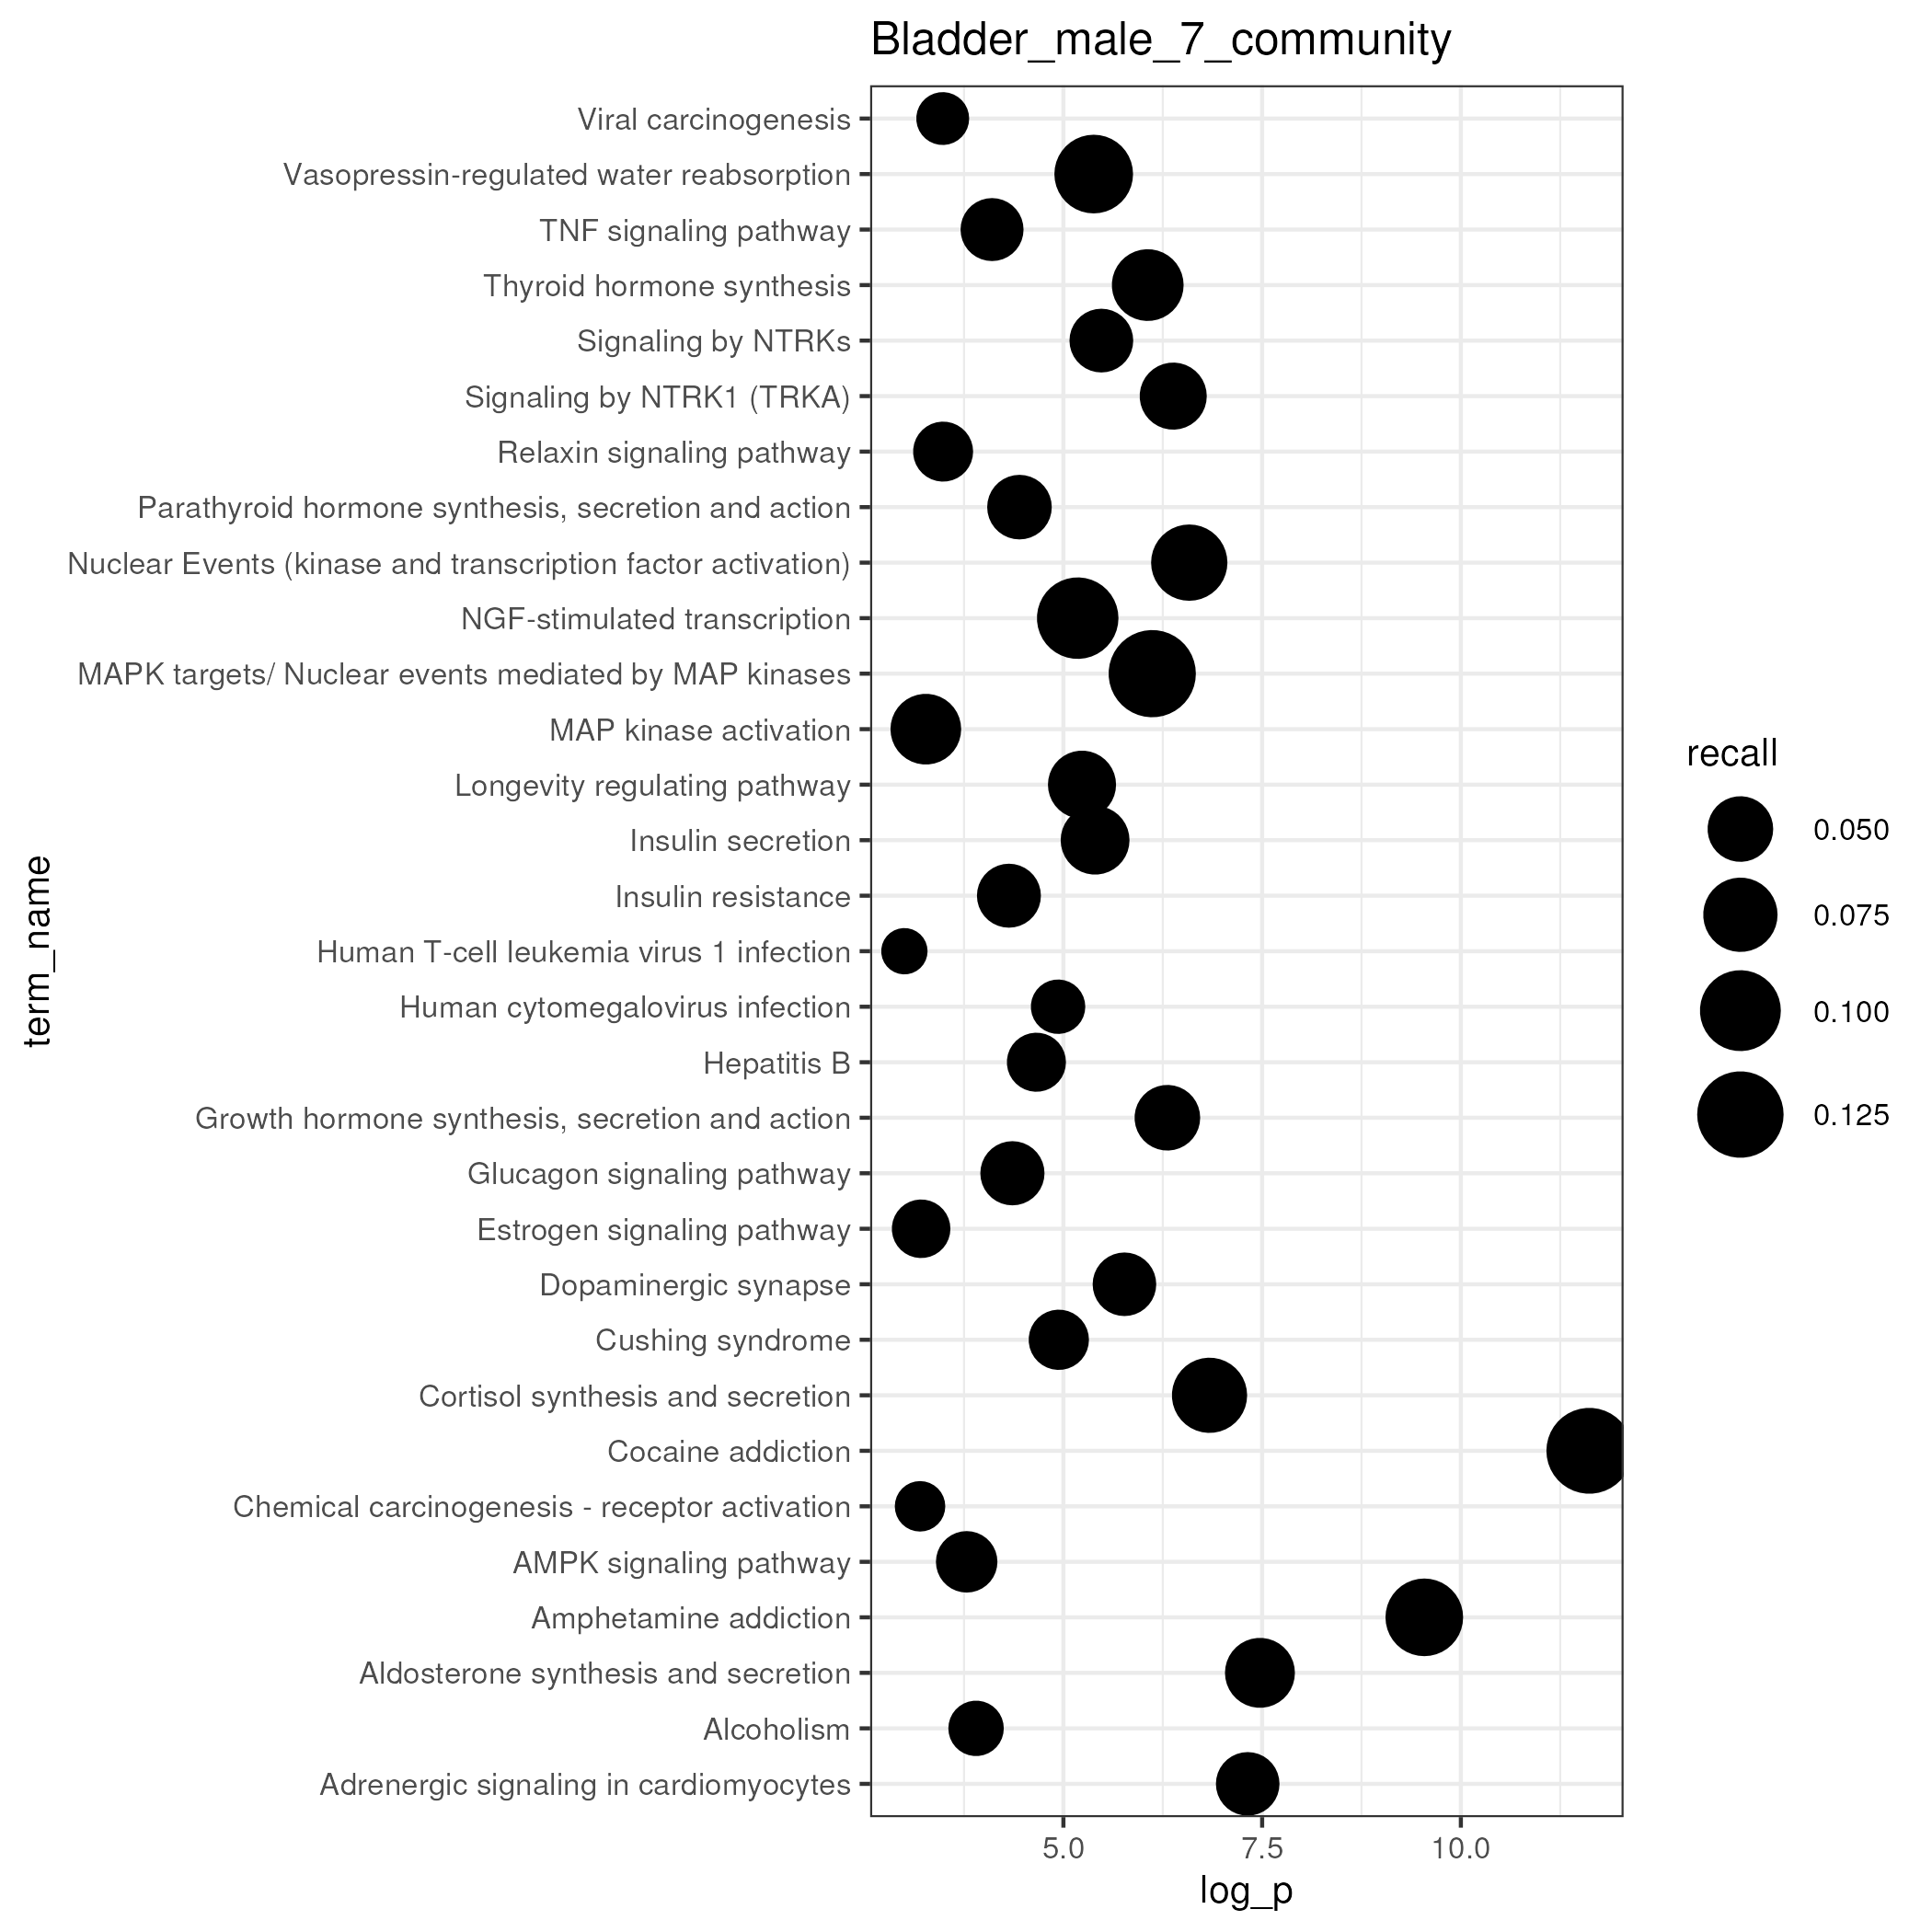 Bladder_male_7_community
Viral carcinogenesis
Vasopressin-regulated water reabsorption
TNF signaling pathway
Thyroid hormone synthesis
Signaling by NTRKs
Signaling by NTRK1 (TRKA)
Relaxin signaling pathway
Parathyroid hormone synthesis, secretion and action
Nuclear Events (kinase and transcription factor activation)
NGF-stimulated transcription
MAPK targets/ Nuclear events mediated by MAP kinases
MAP kinase activation
Longevity regulating pathway
Insulin secretion
Insulin resistance
Human T-cell leukemia virus 1 infection
Human cytomegalovirus infection
Hepatitis B
Growth hormone synthesis, secretion and action
Glucagon signaling pathway
Estrogen signaling pathway
Dopaminergic synapse
Cushing syndrome
Cortisol synthesis and secretion
Cocaine addiction
Chemical carcinogenesis - receptor activation
AMPK signaling pathway
Amphetamine addiction
Aldosterone synthesis and secretion
Alcoholism
Adrenergic signaling in cardiomyocytes
term_name
5.0 7.5 10.0
log_p
recall
0.050
0.075
0.100
0.125